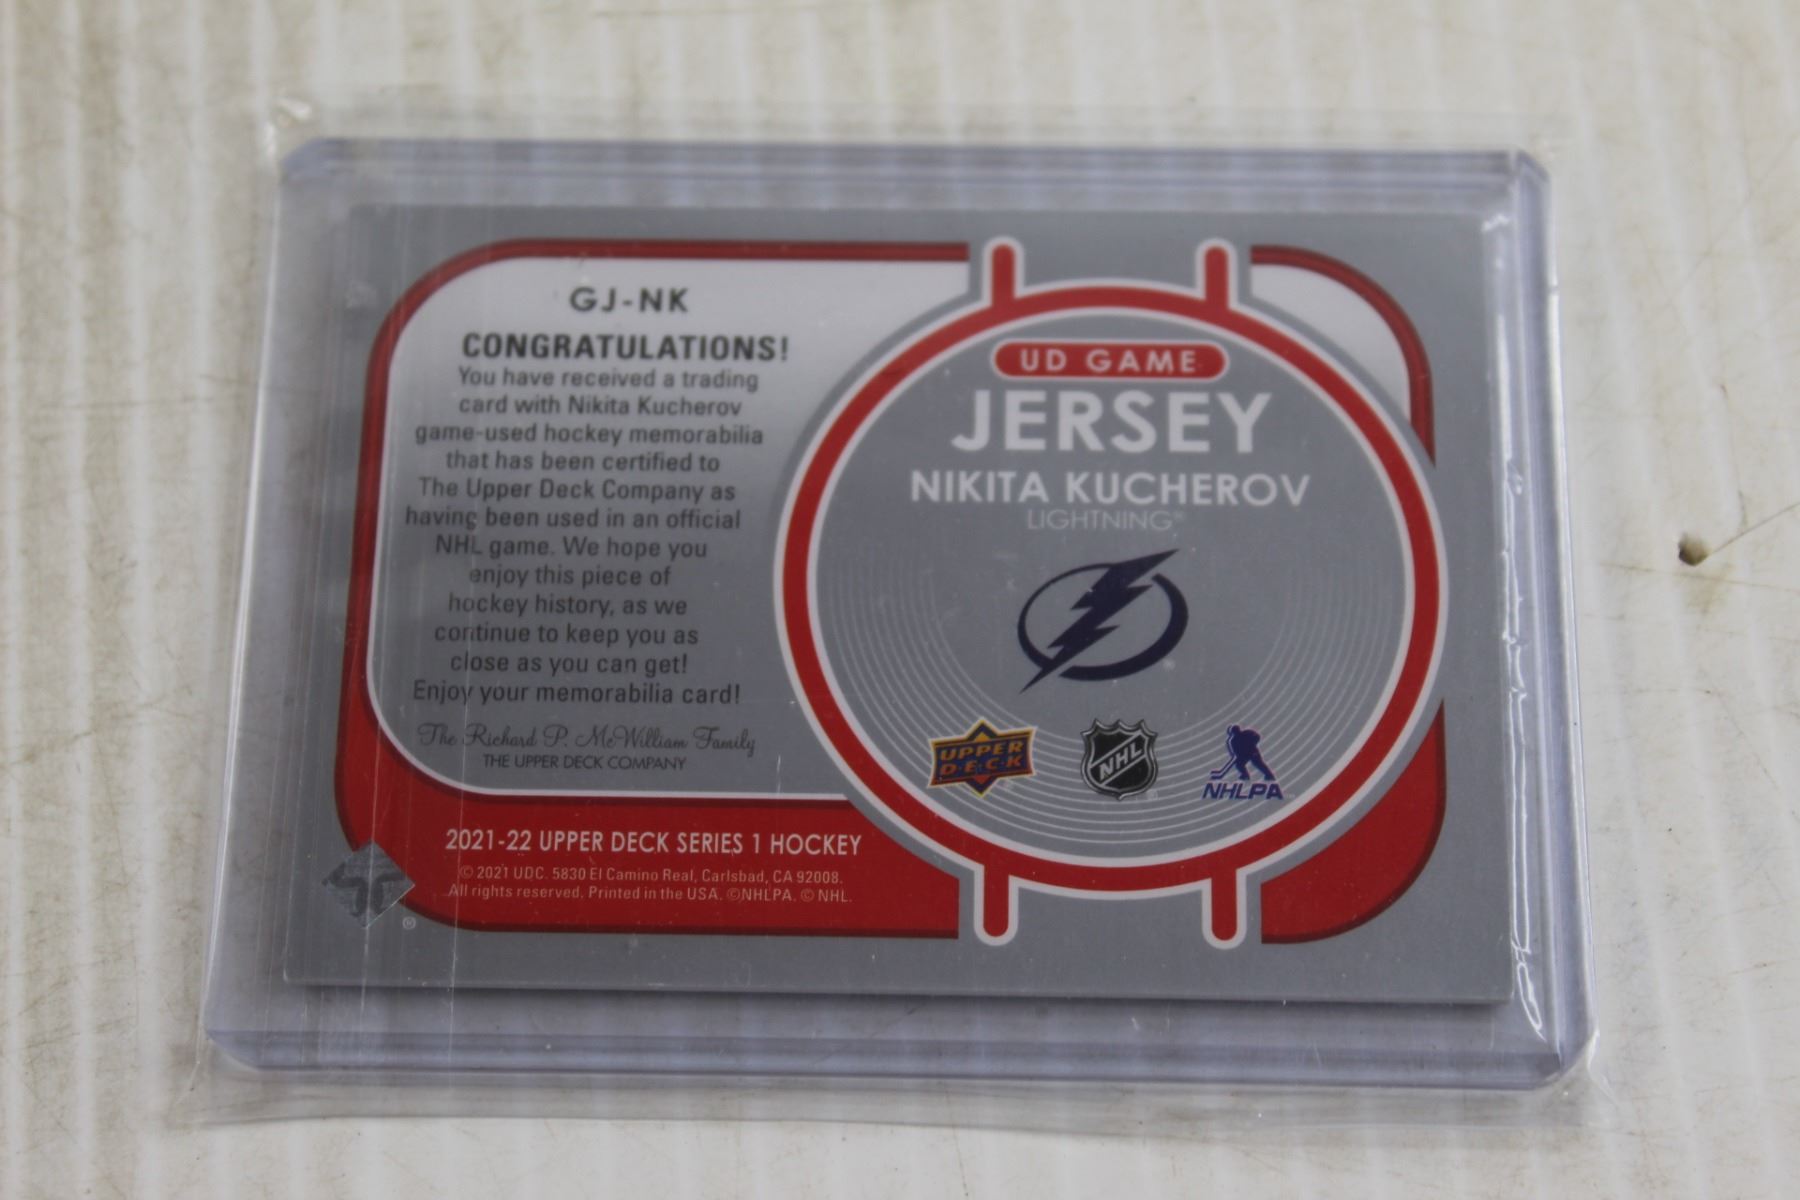 GJ-NK
CONGRATULATIONS!
You have received a trading
card with Nikita Kucherov
game-used hockey memorabilia
that has been certified to
The Upper Deck Company as
having been used in an official
NHL game. We hope you
enjoy this piece of
hockey history, as we
continue to keep you as
close as you can get!
Enjoy your memorabilia card!
The Richard P. McWilliam Family
THE UPPER DECK COMPANY
2021-22 UPPER DECK SERIES 1 HOCKEY
© 2021 UDC. 5830 El Camino Real, Carlsbad, CA 92008.
All rights reserved. Printed in the USA. ©NHLPA. © NHL.
®
UD GAME
JERSEY
NIKITA KUCHEROV
LIGHTNING™
UPPER
D·E·C·K
NHL
NHLPA